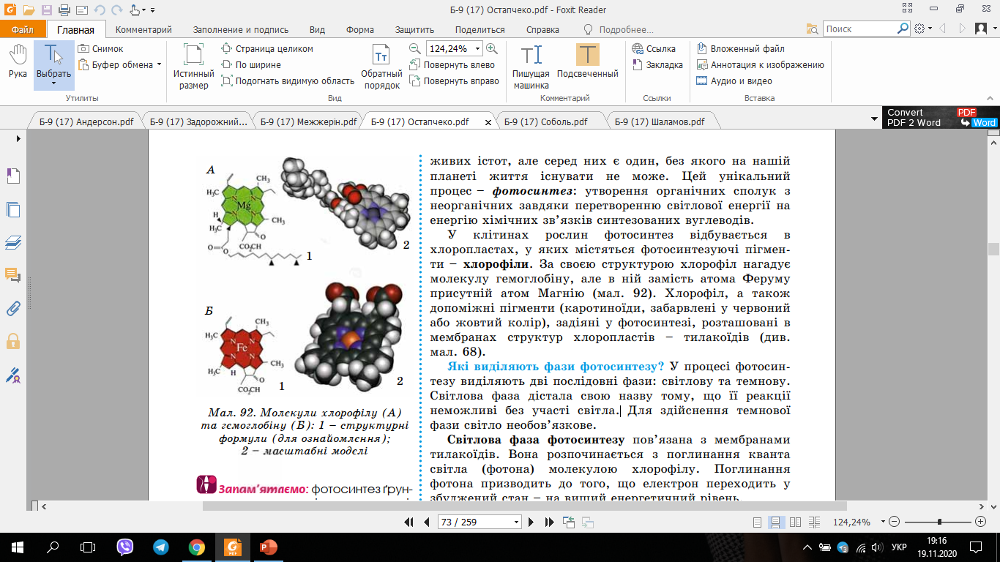 Б-9 (17) Остапчеко.pdf - Foxit Reader
Файл
Главная
Комментарий
Заполнение и подпись
Вид
Форма
Защитить
Поделиться
Справка
Подробнее...
Поиск
Рука
Выбрать
Снимок
Буфер обмена
Утилиты
Истинный размер
Страница целиком
По ширине
Подогнать видимую область
Обратный порядок
124,24%
Повернуть влево
Повернуть вправо
Вид
Пишущая машинка
Подсвеченный
Комментарий
Ссылка
Закладка
Ссылки
Вложенный файл
Аннотация к изображению
Аудио и видео
Вставка
Б-9 (17) Андерсон.pdf
Б-9 (17) Задорожний...
Б-9 (17) Межжерін.pdf
Б-9 (17) Остапчеко.pdf
Б-9 (17) Соболь.pdf
Б-9 (17) Шаламов.pdf
Convert PDF
PDF 2 Word Word
А
CH₃
H₃C
N N
Mg
N N
H
H₃C
CH₃
O
CO₂CH
O
O
1
2
Б
CH₃
H₃C
N N
Fe
N N
H₃C
H
CH₃
O
CO₂CH
1
2
Мал. 92. Молекули хлорофілу (А)
та гемоглобіну (Б): 1 – структурні
формули (для ознайомлення);
2 – масштабні моделі
Запам’ятаємо: фотосинтез ґрун-
живих істот, але серед них є один, без якого на нашій
планеті життя існувати не може. Цей унікальний
процес – фотосинтез: утворення органічних сполук з
неорганічних завдяки перетворенню світлової енергії на
енергію хімічних зв’язків синтезованих вуглеводів.
У клітинах рослин фотосинтез відбувається в
хлоропластах, у яких містяться фотосинтезуючі пігмен-
ти – хлорофіли. За своєю структурою хлорофіл нагадує
молекулу гемоглобіну, але в ній замість атома Феруму
присутній атом Магнію (мал. 92). Хлорофіл, а також
допоміжні пігменти (каротиноїди, забарвлені у червоний
або жовтий колір), задіяні у фотосинтезі, розташовані в
мембранах структур хлоропластів – тилакоїдів (див.
мал. 68).
Які виділяють фази фотосинтезу? У процесі фотосин-
тезу виділяють дві послідовні фази: світлову та темнову.
Світлова фаза дістала свою назву тому, що її реакції
неможливі без участі світла. Для здійснення темнової
фази світло необов’язкове.
Світлова фаза фотосинтезу пов’язана з мембранами
тилакоїдів. Вона розпочинається з поглинання кванта
світла (фотона) молекулою хлорофілу. Поглинання
фотона призводить до того, що електрон переходить у
збуджений стан – на вищий енергетичний рівень.
73 / 259
124,24%
УКР
19:16
19.11.2020